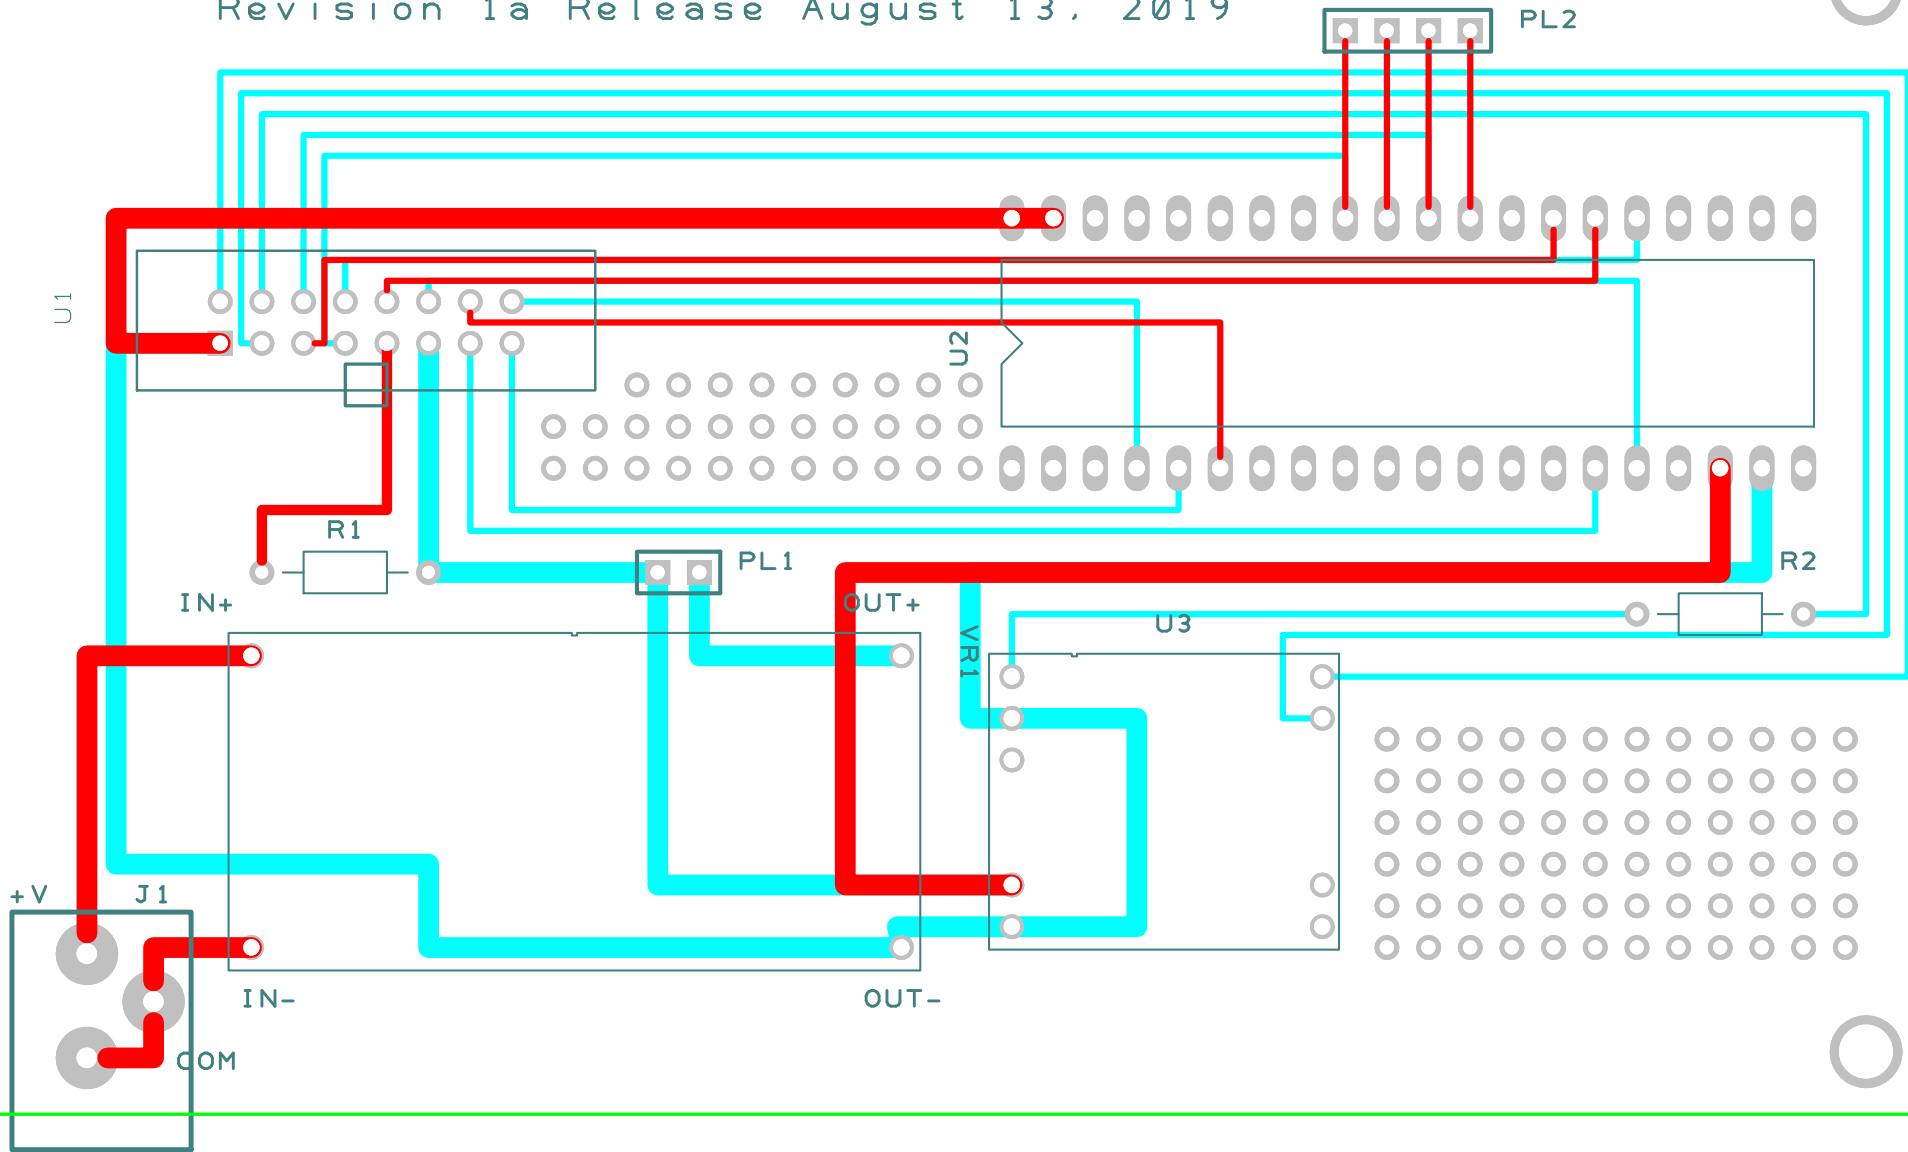 Revision 1a Release August 13, 2019
PL2
U1
U2
R1
PL1
R2
IN+
OUT+
U3
VR1
+V
J1
IN-
OUT-
COM